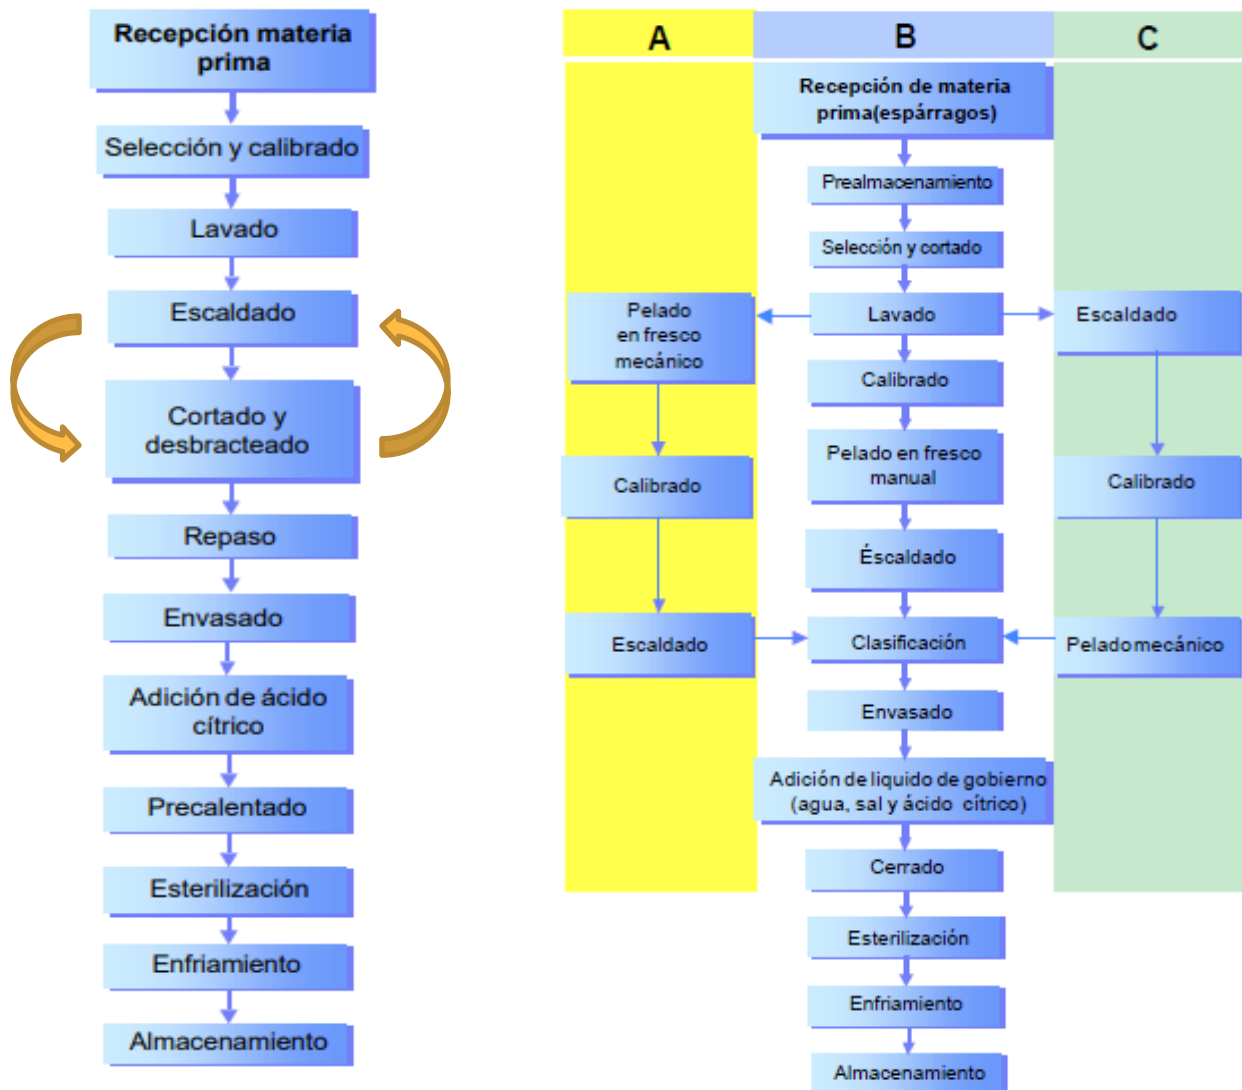 Recepción materia
prima
Selección y calibrado
Lavado
Escaldado
Cortado y
desbracteado
Repaso
Envasado
Adición de ácido
cítrico
Precalentado
Esterilización
Enfriamiento
Almacenamiento
A
B
C
Recepción de materia
prima(espárragos)
Prealmacenamiento
Selección y cortado
Lavado
Pelado
en fresco
mecánico
Calibrado
Escaldado
Calibrado
Pelado en fresco
manual
Éscaldado
Clasificación
Escaldado
Calibrado
Pelado mecánico
Envasado
Adición de liquido de gobierno
(agua, sal y ácido cítrico)
Cerrado
Esterilización
Enfriamiento
Almacenamiento